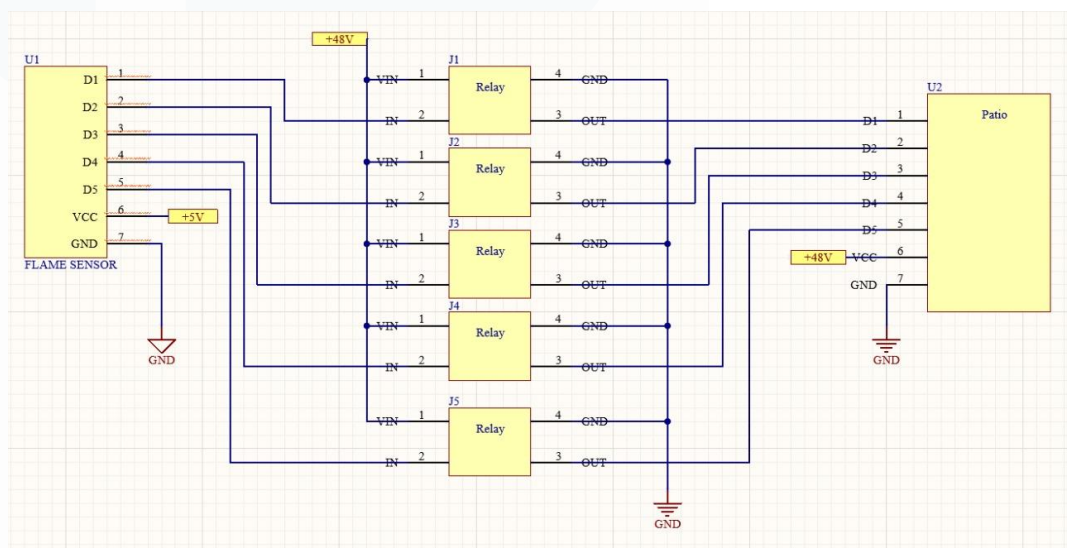 +48V
U1
D1 1
D2 2
D3 3
D4 4
D5 5
VCC 6
+5V
GND 7
FLAME SENSOR
GND
J1
VIN 1 Relay 4 GND
IN 2 3 OUT
J2
VIN 1 Relay 4 GND
IN 2 3 OUT
J3
VIN 1 Relay 4 GND
IN 2 3 OUT
J4
VIN 1 Relay 4 GND
IN 2 3 OUT
J5
VIN 1 Relay 4 GND
IN 2 3 OUT
GND
U2
Patio
D1 1
D2 2
D3 3
D4 4
D5 5
+48V VCC 6
GND 7
GND